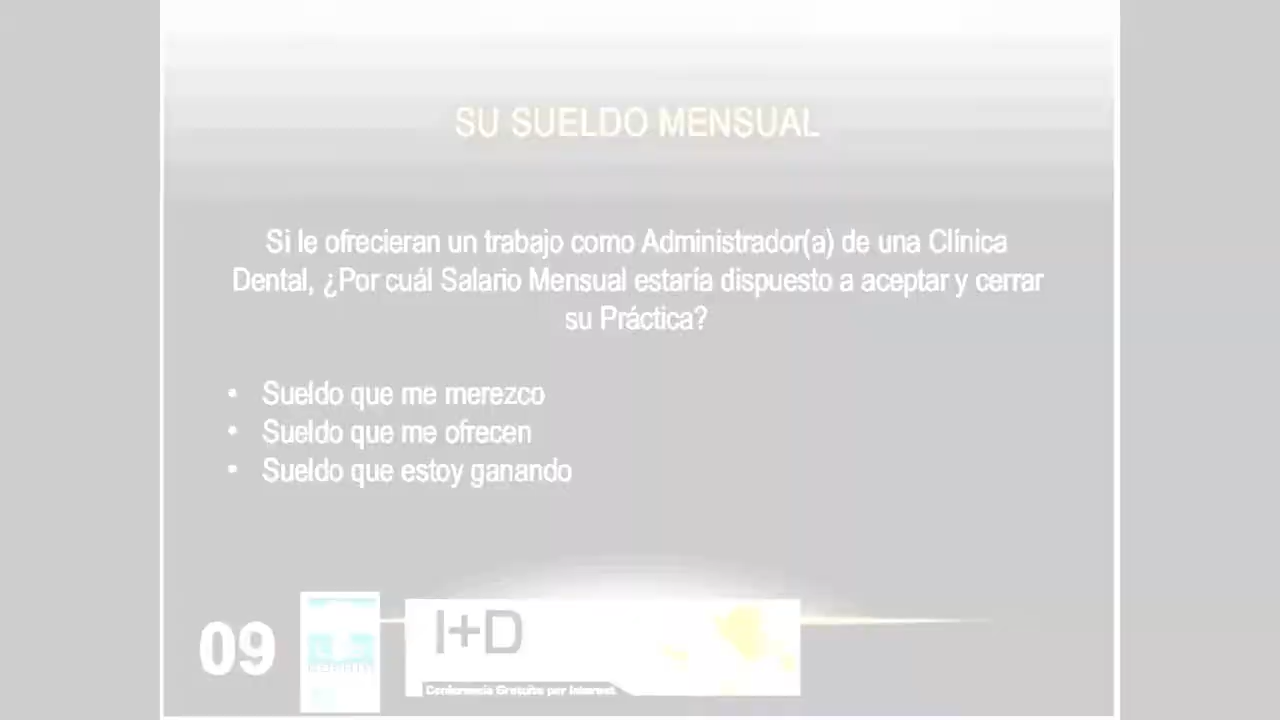 SU SUELDO MENSUAL
Si le ofrecieran un trabajo como Administrador(a) de una Clínica
Dental, ¿Por cuál Salario Mensual estaría dispuesto a aceptar y cerrar
su Práctica?
• Sueldo que me merezco
• Sueldo que me ofrecen
• Sueldo que estoy ganando
09
I+D
Conferencia Gratuita por Internet